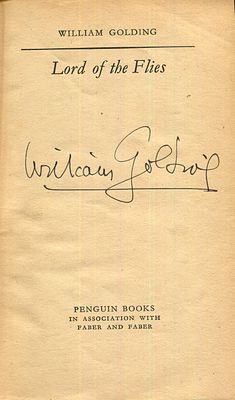 WILLIAM GOLDING
Lord of the Flies
William Golding
PENGUIN BOOKS
IN ASSOCIATION WITH
FABER AND FABER